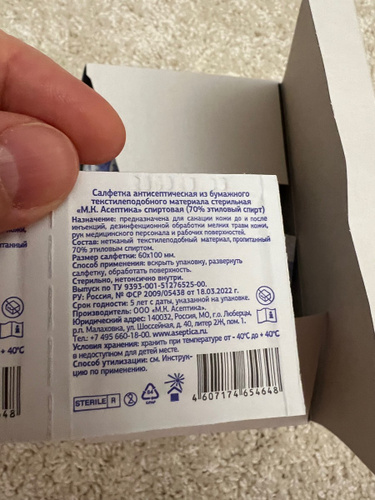 Салфетка антисептическая из бумажного
текстилеподобного материала стерильная
«М.К. Асептика» спиртовая (70% этиловый спирт)
Назначение: предназначена для санации кожи до и после
инъекций, дезинфекционной обработки мелких травм кожи,
рук медицинского персонала и рабочих поверхностей.
Состав: нетканый текстилеподобный материал, пропитанный
70% этиловым спиртом.
Размер салфетки: 60х100 мм.
Способ применения: вскрыть упаковку, развернуть
салфетку, обработать поверхность.
Стерильно, нетоксично внутри.
Выпуск по ТУ 9393-001-51276525-00.
РУ: Россия, № ФСР 2009/05438 от 18.03.2022 г.
Срок годности: 5 лет с даты, указанной на упаковке.
Производитель: ООО «М.К. Асептика».
Юридический адрес: 140032, Россия, МО, г.о. Люберцы,
р.п. Малаховка, ул. Шоссейная, д. 40, литер 2Ж, пом. 1.
Тел.: +7 495 660-18-00. www.aseptica.ru.
Условия хранения: хранить при температуре от - 40℃ до + 40℃
в недоступном для детей месте.
Способ утилизации: см. Инструк-
цию по применению.
STERILE R
4 607174 654648
питанный
+ 40℃
4648